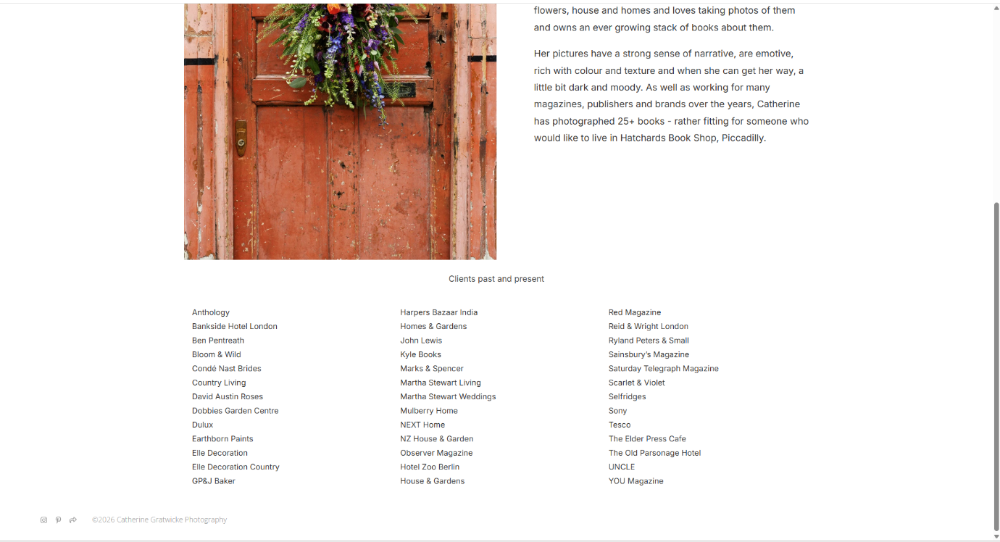 flowers, house and homes and loves taking photos of them
and owns an ever growing stack of books about them.
Her pictures have a strong sense of narrative, are emotive,
rich with colour and texture and when she can get her way, a
little bit dark and moody. As well as working for many
magazines, publishers and brands over the years, Catherine
has photographed 25+ books - rather fitting for someone who
would like to live in Hatchards Book Shop, Piccadilly.
Clients past and present
Anthology
Bankside Hotel London
Ben Pentreath
Bloom & Wild
Condé Nast Brides
Country Living
David Austin Roses
Dobbies Garden Centre
Dulux
Earthborn Paints
Elle Decoration
Elle Decoration Country
GP&J Baker
Harpers Bazaar India
Homes & Gardens
John Lewis
Kyle Books
Marks & Spencer
Martha Stewart Living
Martha Stewart Weddings
Mulberry Home
NEXT Home
NZ House & Garden
Observer Magazine
Hotel Zoo Berlin
House & Gardens
Red Magazine
Reid & Wright London
Ryland Peters & Small
Sainsbury’s Magazine
Saturday Telegraph Magazine
Scarlet & Violet
Selfridges
Sony
Tesco
The Elder Press Cafe
The Old Parsonage Hotel
UNCLE
YOU Magazine
©2026 Catherine Gratwicke Photography